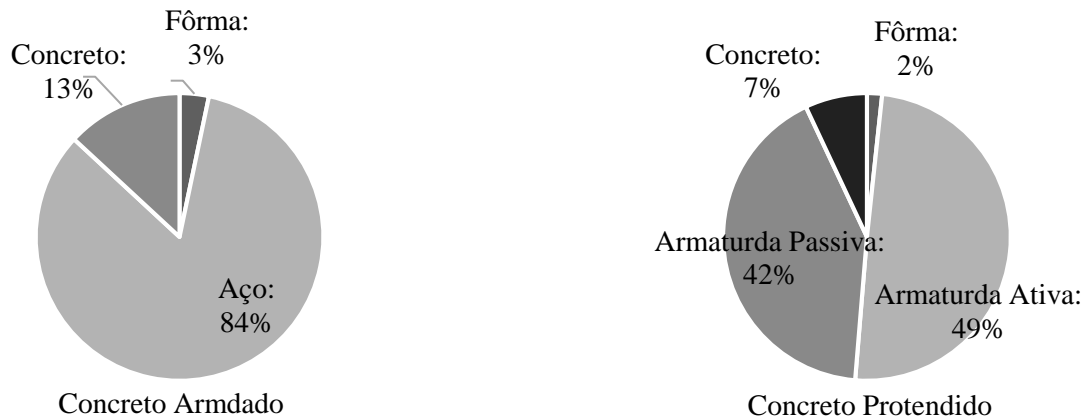 Fôrma:
3%
Concreto:
13%
Aço:
84%
Concreto Armdado
Fôrma:
2%
Concreto:
7%
Armaturda Passiva:
42%
Armaturda Ativa:
49%
Concreto Protendido